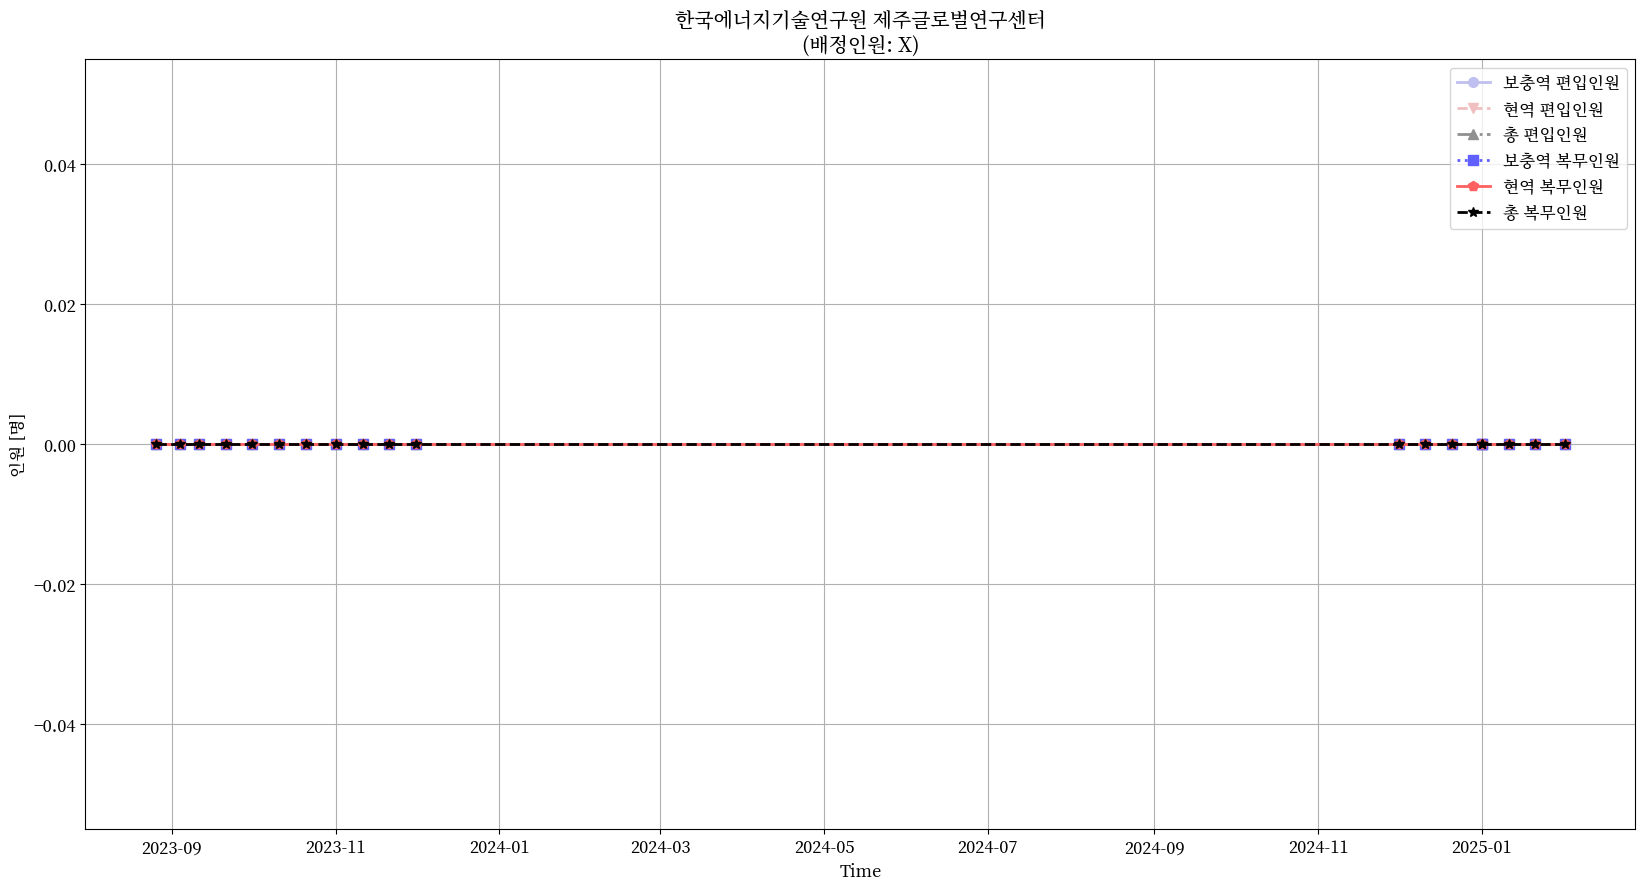 한국에너지기술연구원 제주글로벌연구센터
(배정인원: X)
보충역 편입인원
현역 편입인원
총 편입인원
보충역 복무인원
현역 복무인원
총 복무인원
인원 [명]
0.04
0.02
0.00
−0.02
−0.04
2023-09
2023-11
2024-01
2024-03
2024-05
2024-07
2024-09
2024-11
2025-01
Time